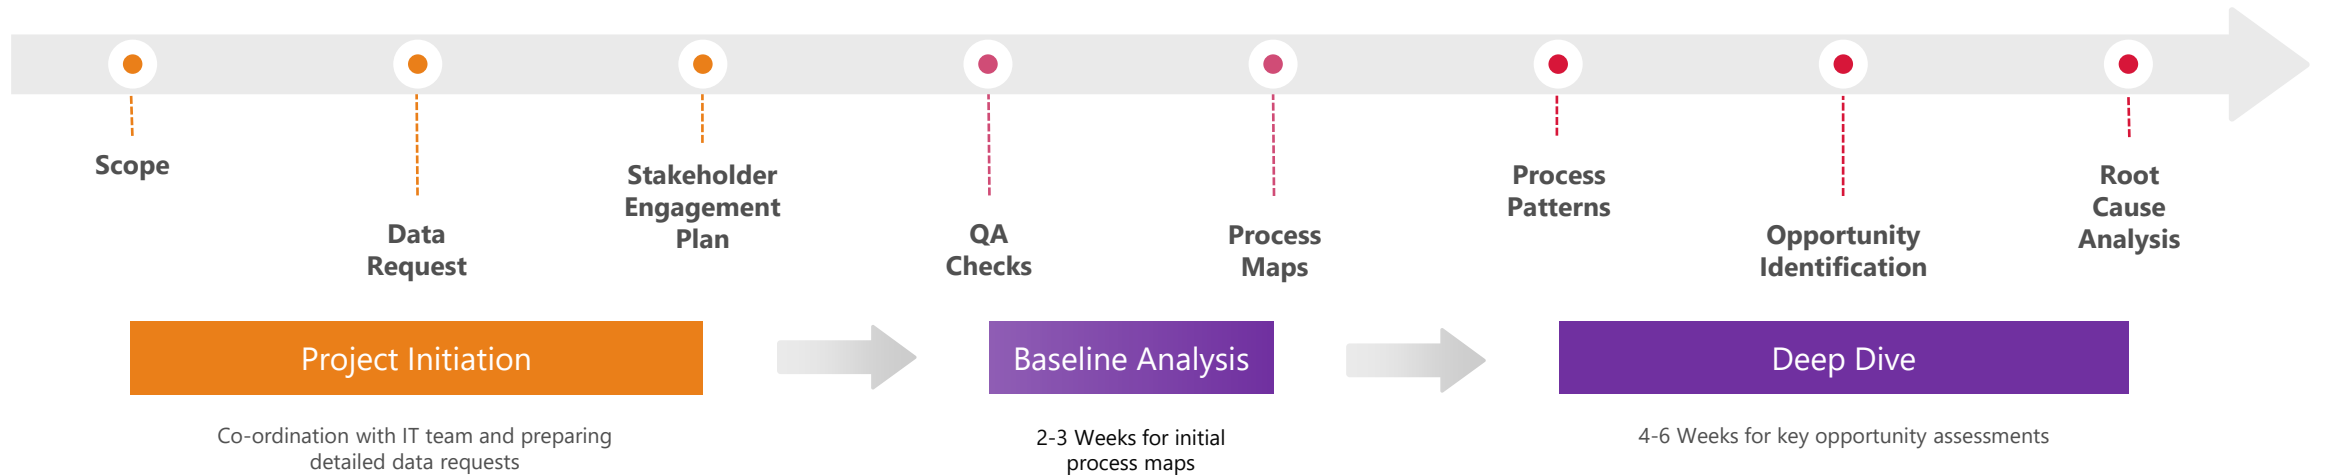 Scope
Data
Request
Stakeholder
Engagement
Plan
QA
Checks
Process
Maps
Process
Patterns
Opportunity
Identification
Root
Cause
Analysis
Project Initiation
Baseline Analysis
Deep Dive
Co-ordination with IT team and preparing
detailed data requests
2-3 Weeks for initial
process maps
4-6 Weeks for key opportunity assessments